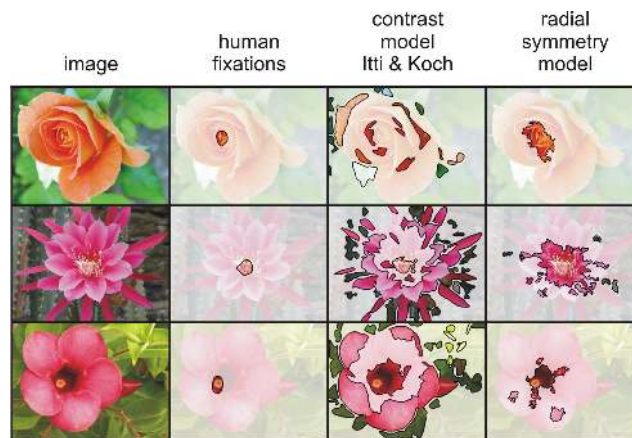 image
human
fixations
contrast
model
Itti & Koch
radial
symmetry
model